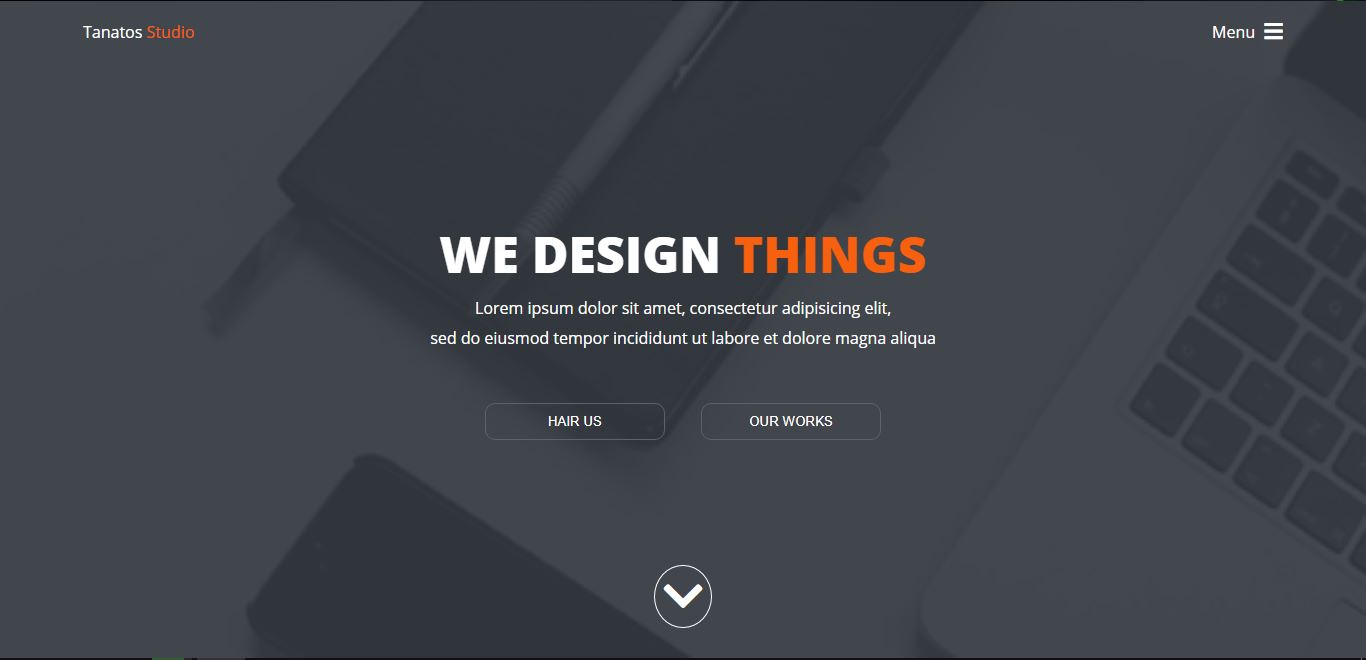 Tanatos Studio
Menu
WE DESIGN THINGS
Lorem ipsum dolor sit amet, consectetur adipisicing elit,
sed do eiusmod tempor incididunt ut labore et dolore magna aliqua
HAIR US
OUR WORKS